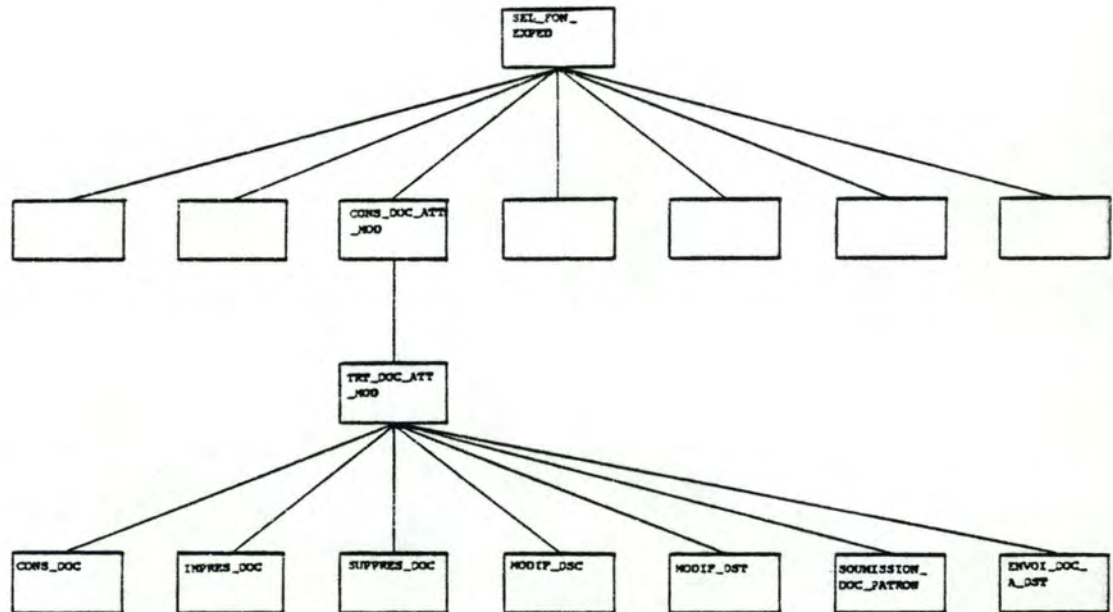 SEL_FON_
EXPED
CONS_DOC_ATT
_MOD
TRT_DOC_ATT
_MOD
CONS_DOC
IMPRES_DOC
SUPPRES_DOC
MODIF_DSC
MODIF_DST
SOUMISSION_
DOC_PATRON
ENVOI_DOC_
A_DST